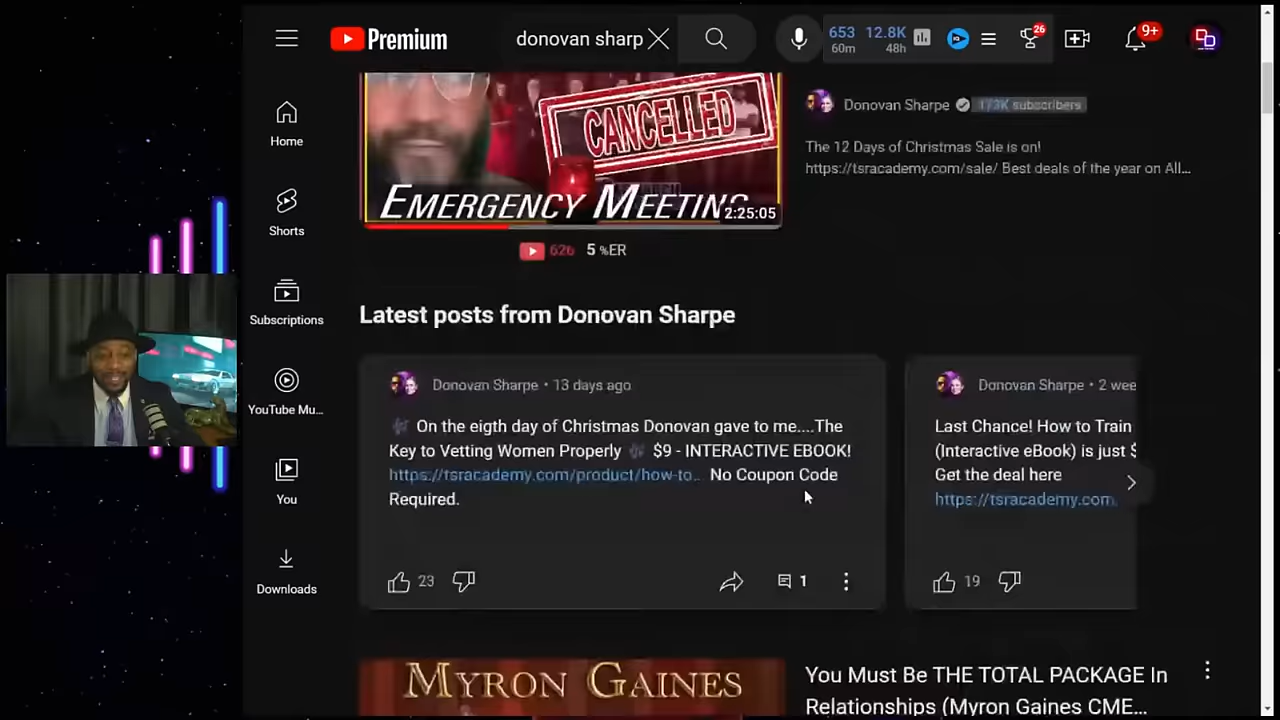 Premium
donovan sharp
653 12.8K
60m 48h
26
9+
Home
Shorts
Subscriptions
YouTube Mu...
You
Downloads
CANCELLED
EMERGENCY MEETING
2:25:05
626 5 %ER
Donovan Sharpe 173K subscribers
The 12 Days of Christmas Sale is on!
https://tsracademy.com/sale/ Best deals of the year on All...
Latest posts from Donovan Sharpe
Donovan Sharpe • 13 days ago
On the eigth day of Christmas Donovan gave to me....The
Key to Vetting Women Properly $9 - INTERACTIVE EBOOK!
https://tsracademy.com/product/how-to... No Coupon Code
Required.
23
1
Donovan Sharpe • 2 wee
Last Chance! How to Train
(Interactive eBook) is just $
Get the deal here
https://tsracademy.com
19
MYRON GAINES
You Must Be THE TOTAL PACKAGE In
Relationships (Myron Gaines CME...